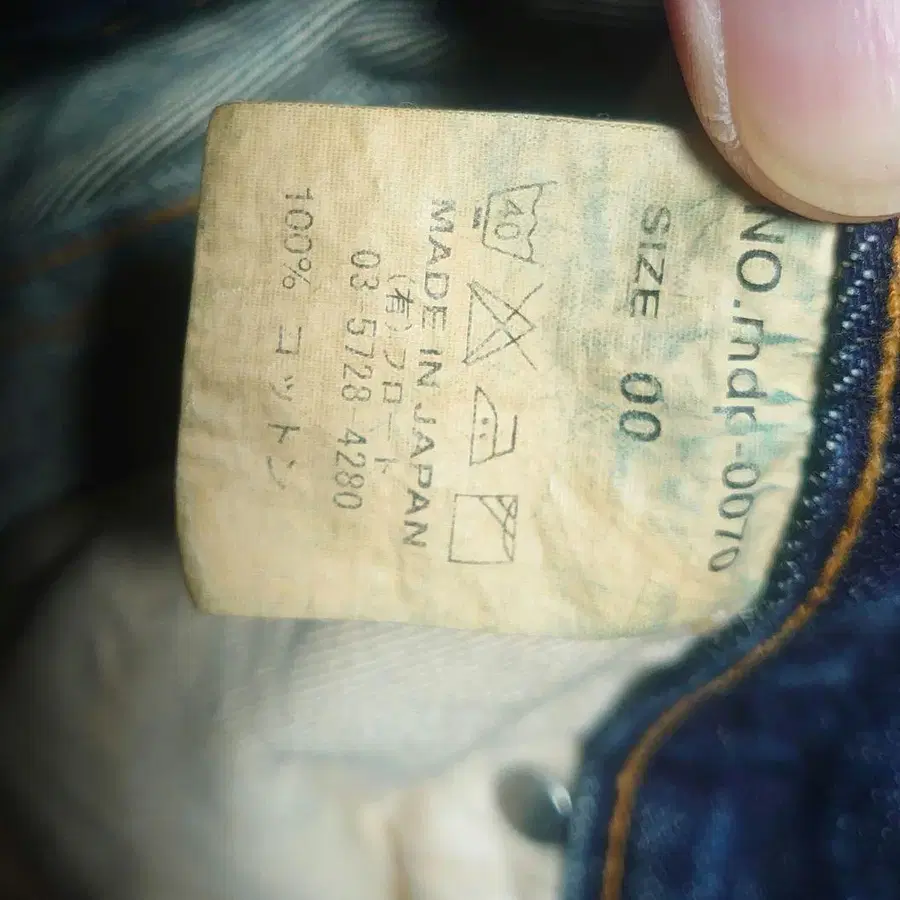 NO.mdp-0070
SIZE 00
40
MADE IN JAPAN
(有)フロート
03-5728-4280
100% コットン